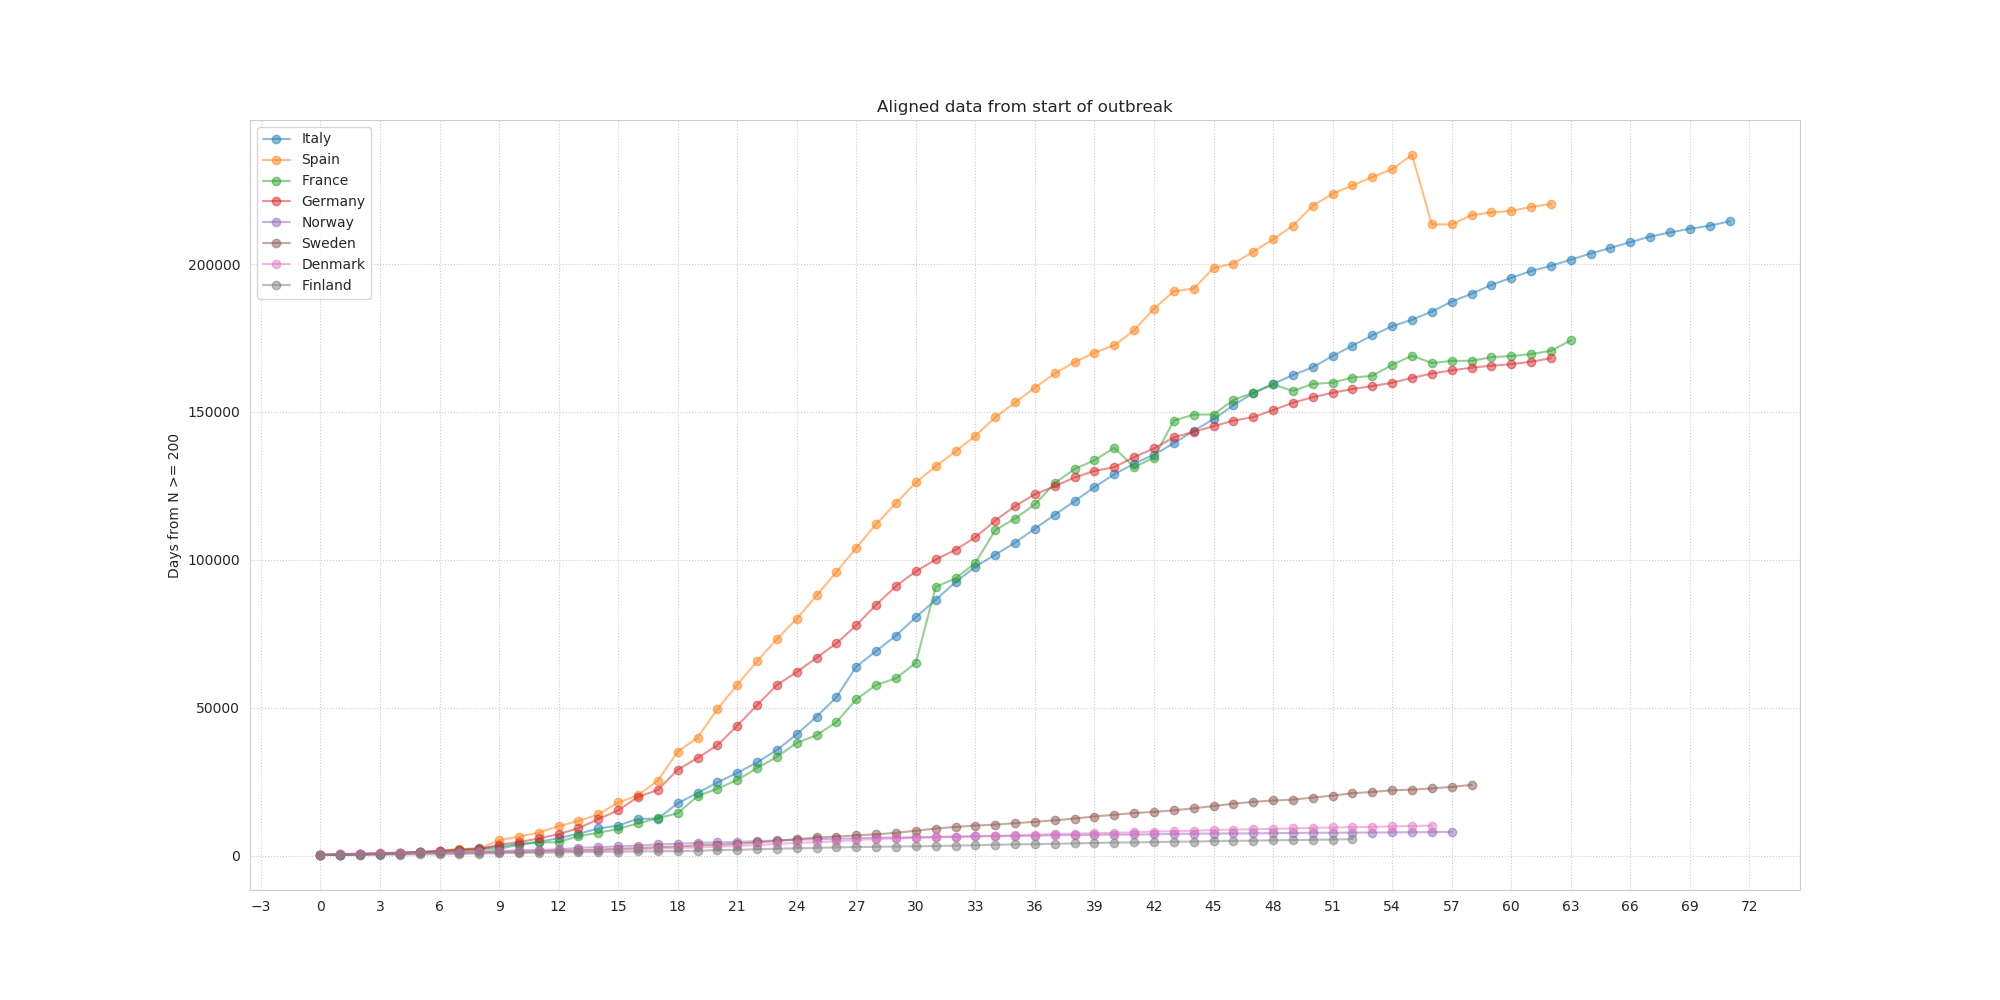 Aligned data from start of outbreak
Italy
Spain
France
Germany
Norway
Sweden
Denmark
Finland
Days from N >= 200
200000
150000
100000
50000
0
−3 0 3 6 9 12 15 18 21 24 27 30 33 36 39 42 45 48 51 54 57 60 63 66 69 72